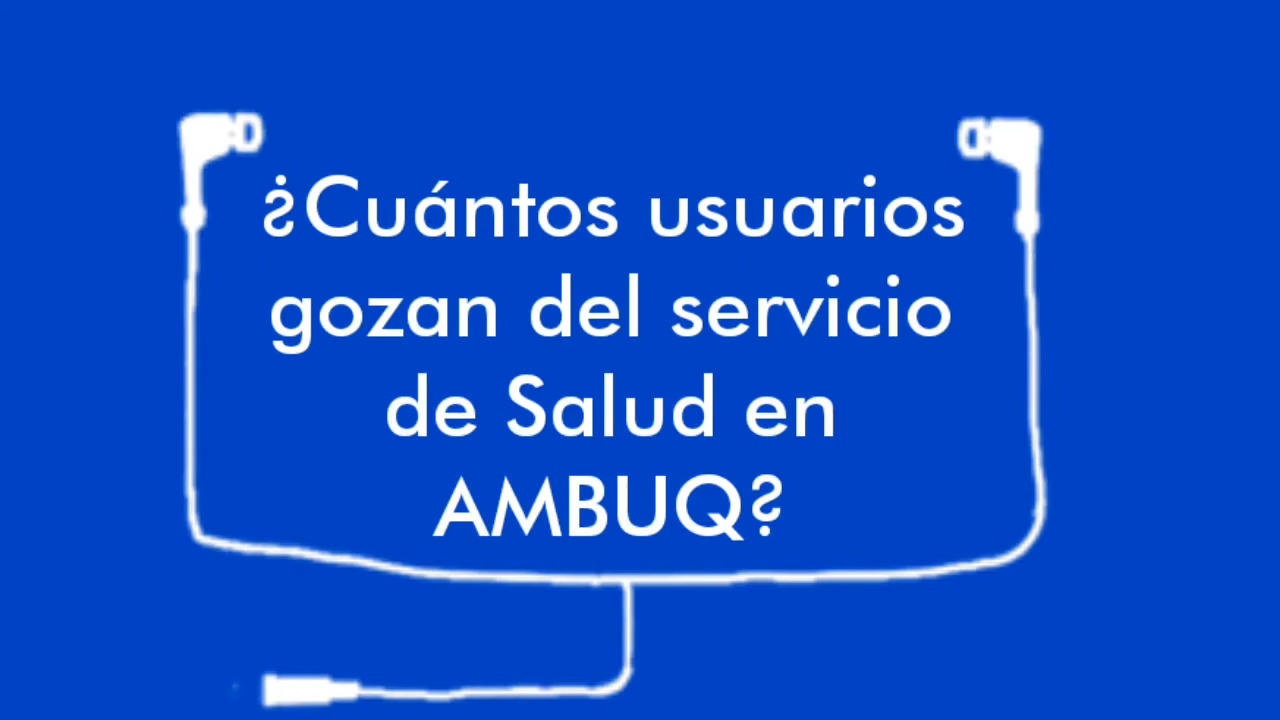 ¿Cuántos usuarios
gozan del servicio
de Salud en
AMBUQ?